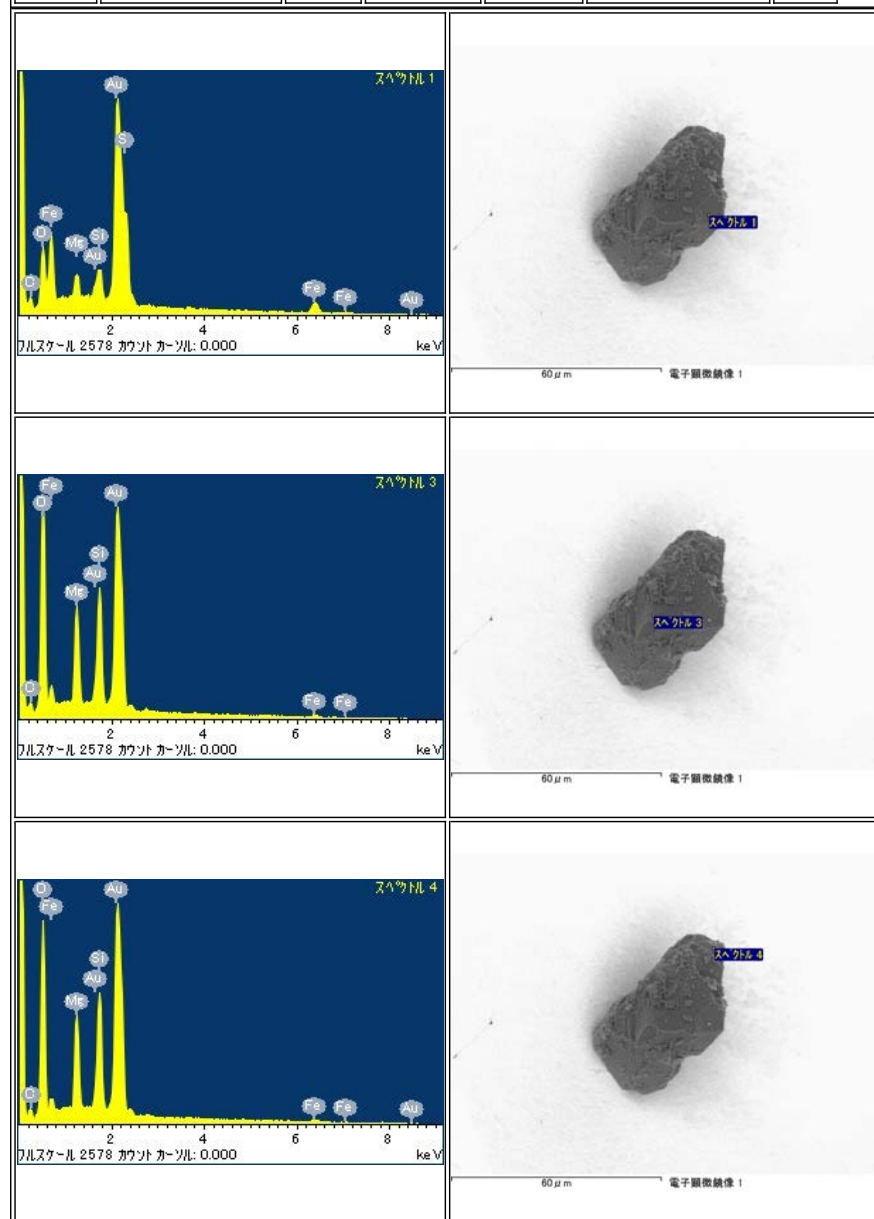 スペクトル 1
Au
S
Fe
O
Mg
Si
Au
C
Fe
Fe
Au
2 4 6 8
フルスケール 2578 カウント カーソル: 0.000 keV
スペクトル 1
60μm 電子顕微鏡像 1
スペクトル 3
Fe
O
Au
Si
Au
Mg
C
Fe
Fe
2 4 6 8
フルスケール 2578 カウント カーソル: 0.000 keV
スペクトル 3
60μm 電子顕微鏡像 1
スペクトル 4
O
Au
Fe
Si
Au
Mg
C
Fe
Fe
Au
2 4 6 8
フルスケール 2578 カウント カーソル: 0.000 keV
スペクトル 4
60μm 電子顕微鏡像 1